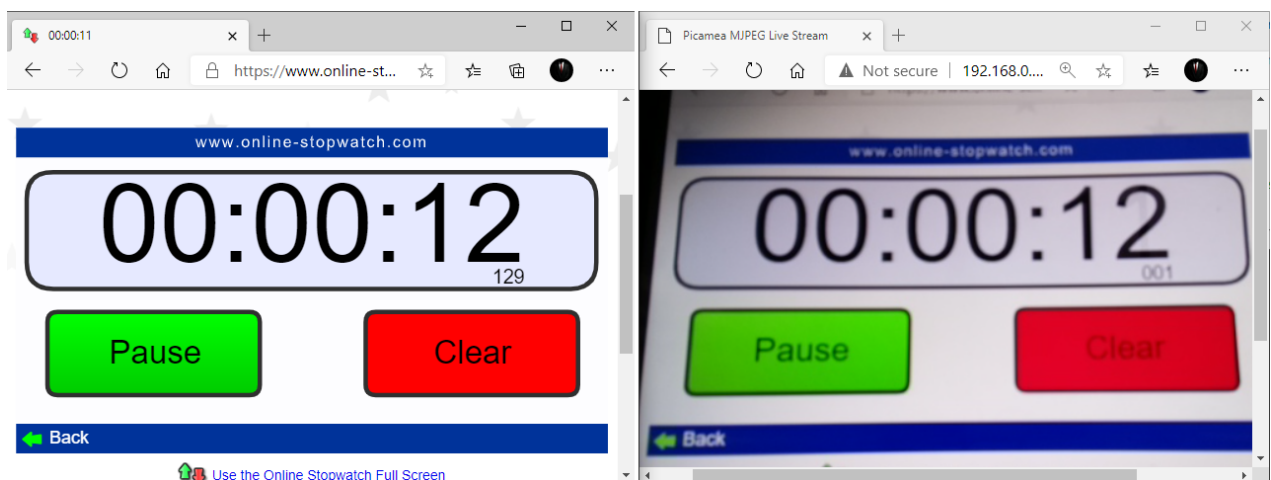 00:00:11
https://www.online-st...
www.online-stopwatch.com
00:00:12
129
Pause
Clear
Back
Use the Online Stopwatch Full Screen
Picamea MJPEG Live Stream
Not secure
192.168.0....
www.online-stopwatch.com
00:00:12
001
Pause
Clear
Back